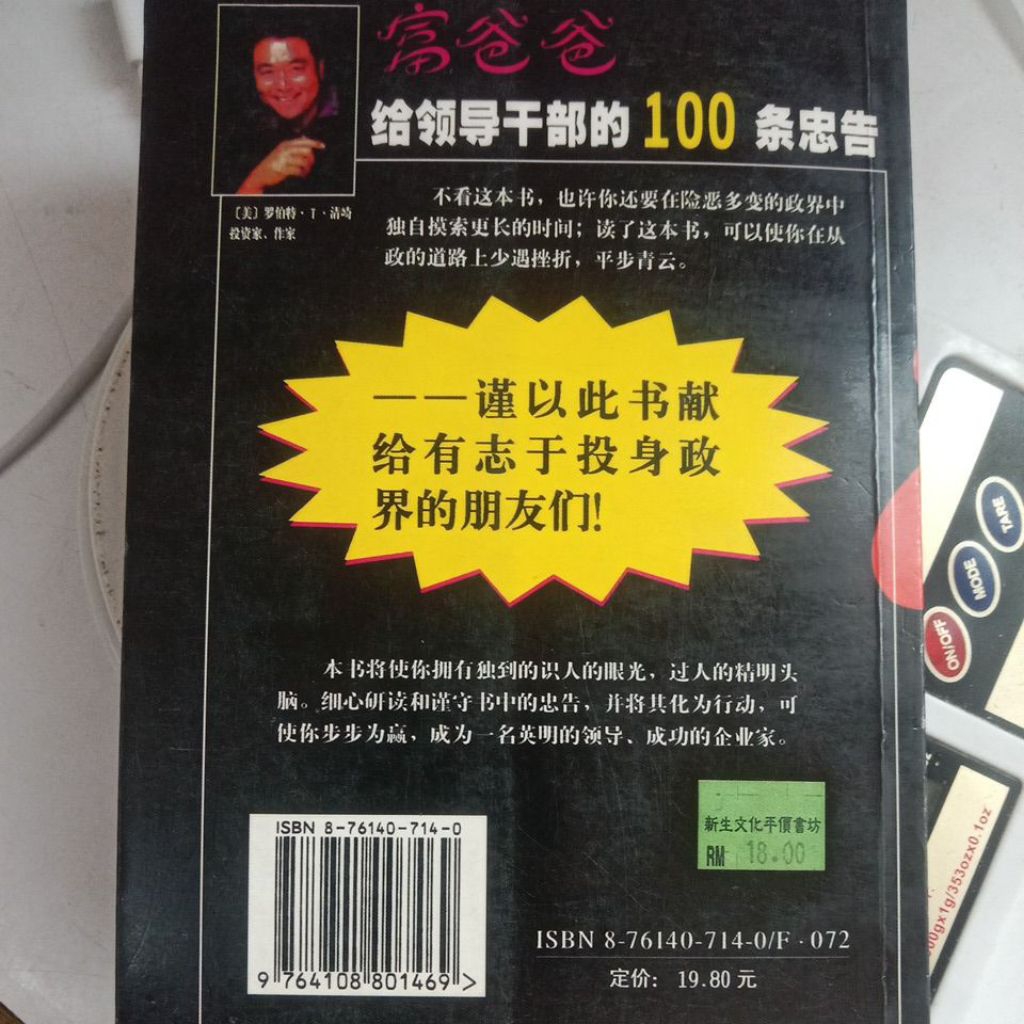 富爸爸
给领导干部的100条忠告
〔美〕罗伯特·T·清崎
投资家、作家
不看这本书，也许你还要在险恶多变的政界中
独自摸索更长的时间；读了这本书，可以使你在从
政的道路上少遇挫折，平步青云。
——谨以此书献
给有志于投身政
界的朋友们!
本书将使你拥有独到的识人的眼光，过人的精明头
脑。细心研读和谨守书中的忠告，并将其化为行动，可
使你步步为赢，成为一名英明的领导、成功的企业家。
新生文化平價書坊
RM 18.00
ISBN 8-76140-714-0
9 764108 801469 >
ISBN 8-76140-714-0/F·072
定价： 19.80 元
TARE
MODE
ON/OFF
00gx1g/353ozx0.1oz